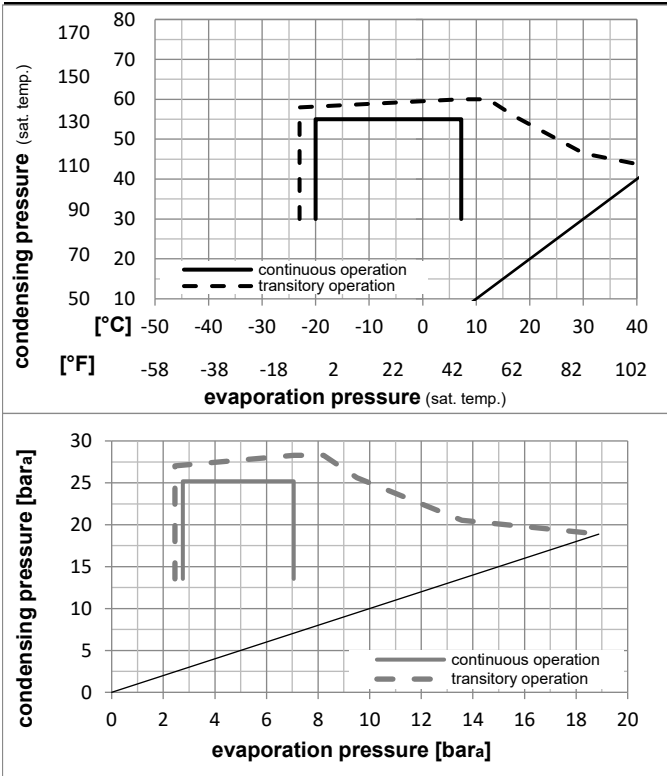 170 80
150 70
60
130 50
110 40
90 30
20
70
50 10
condensing pressure (sat. temp.)
continuous operation
transitory operation
[°C] -50 -40 -30 -20 -10 0 10 20 30 40
[°F] -58 -38 -18 2 22 42 62 82 102
evaporation pressure (sat. temp.)
30
25
20
15
10
5
0
condensing pressure [bara]
continuous operation
transitory operation
0 2 4 6 8 10 12 14 16 18 20
evaporation pressure [bara]